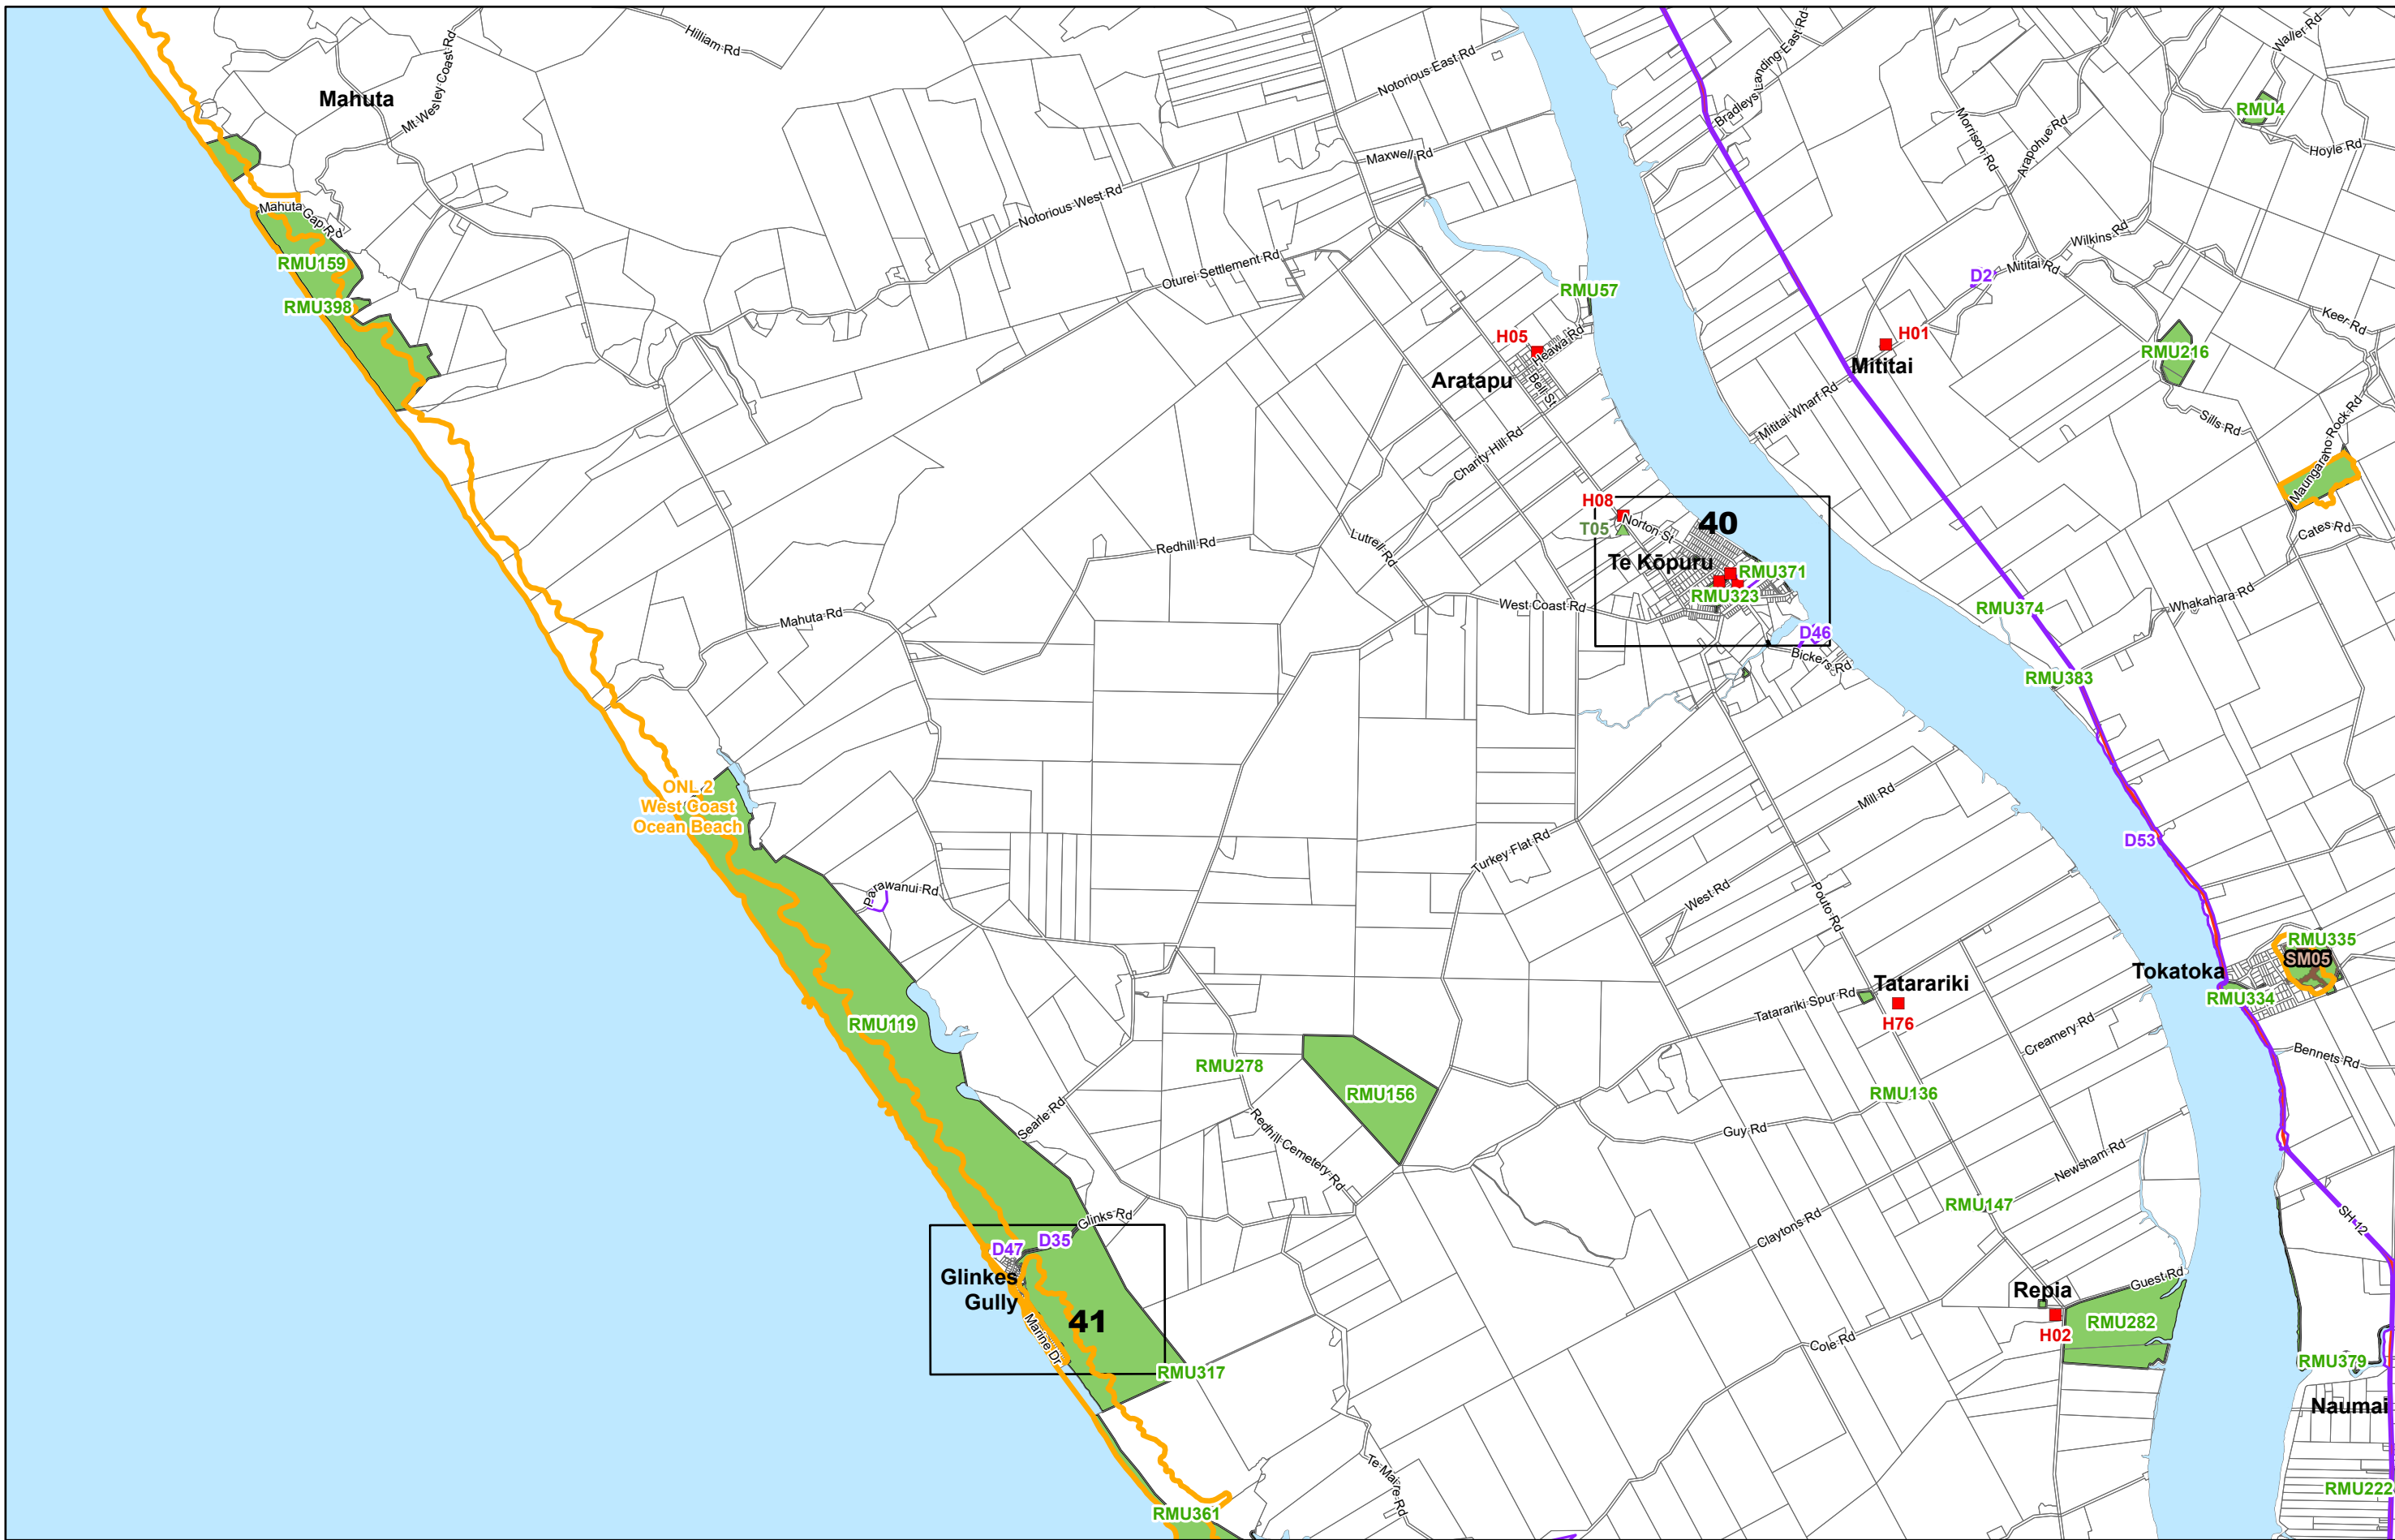 Hilliam Rd
Mt Wesley Coast Rd
Mahuta
Notorious East Rd
Bradleys Landing East Rd
Waller Rd
RMU4
Hoyle Rd
Morrison Rd
Arapohue Rd
Maxwell Rd
Notorious West Rd
Mahuta Gap Rd
RMU159
RMU398
Oturei Settlement Rd
Wilkins Rd
Mititai Rd
D2
RMU57
Keer Rd
H05
Heawa Rd
H01
Mititai
RMU216
Aratapu
Bell St
Mititai Wharf Rd
Sills Rd
Maungaraho Rock Rd
Charity Hill Rd
H08
T05
Norton St
40
Cates Rd
Lutrell Rd
Redhill Rd
Te Kōpuru
RMU371
RMU323
West Coast Rd
Mahuta Rd
D46
Bickers Rd
RMU374
Whakahara Rd
RMU383
ONL 2
West Coast
Ocean Beach
Mill Rd
D53
Turkey Flat Rd
West Rd
Parawanui Rd
Pouto Rd
RMU335
SM05
Tokatoka
RMU334
Tatarariki
Tatarariki Spur Rd
H76
RMU119
Creamery Rd
Bennets Rd
RMU278
RMU156
RMU136
Searle Rd
Redhill Cemetery Rd
Guy Rd
Newsham Rd
RMU147
SH 12
Glinks Rd
Claytons Rd
D47
D35
Glinkes
Gully
41
Marine Dr
Guest Rd
Repia
RMU282
H02
Cole Rd
RMU317
RMU379
Naumai
Te Maire Rd
RMU222
RMU361